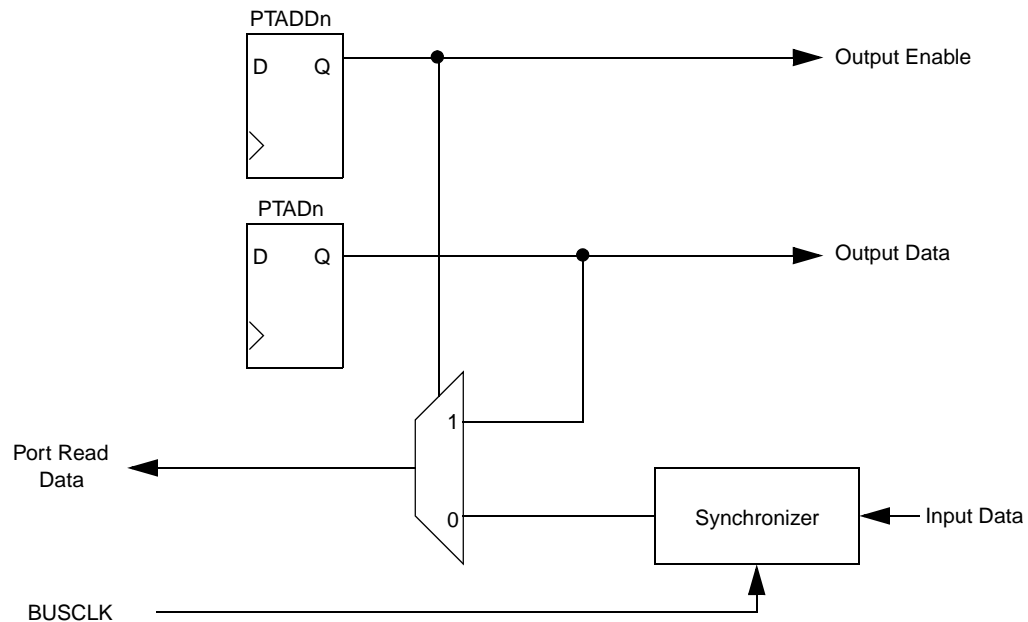 PTADDn
D Q
Output Enable
PTADn
D Q
Output Data
1
Port Read
Data
0
Synchronizer
Input Data
BUSCLK